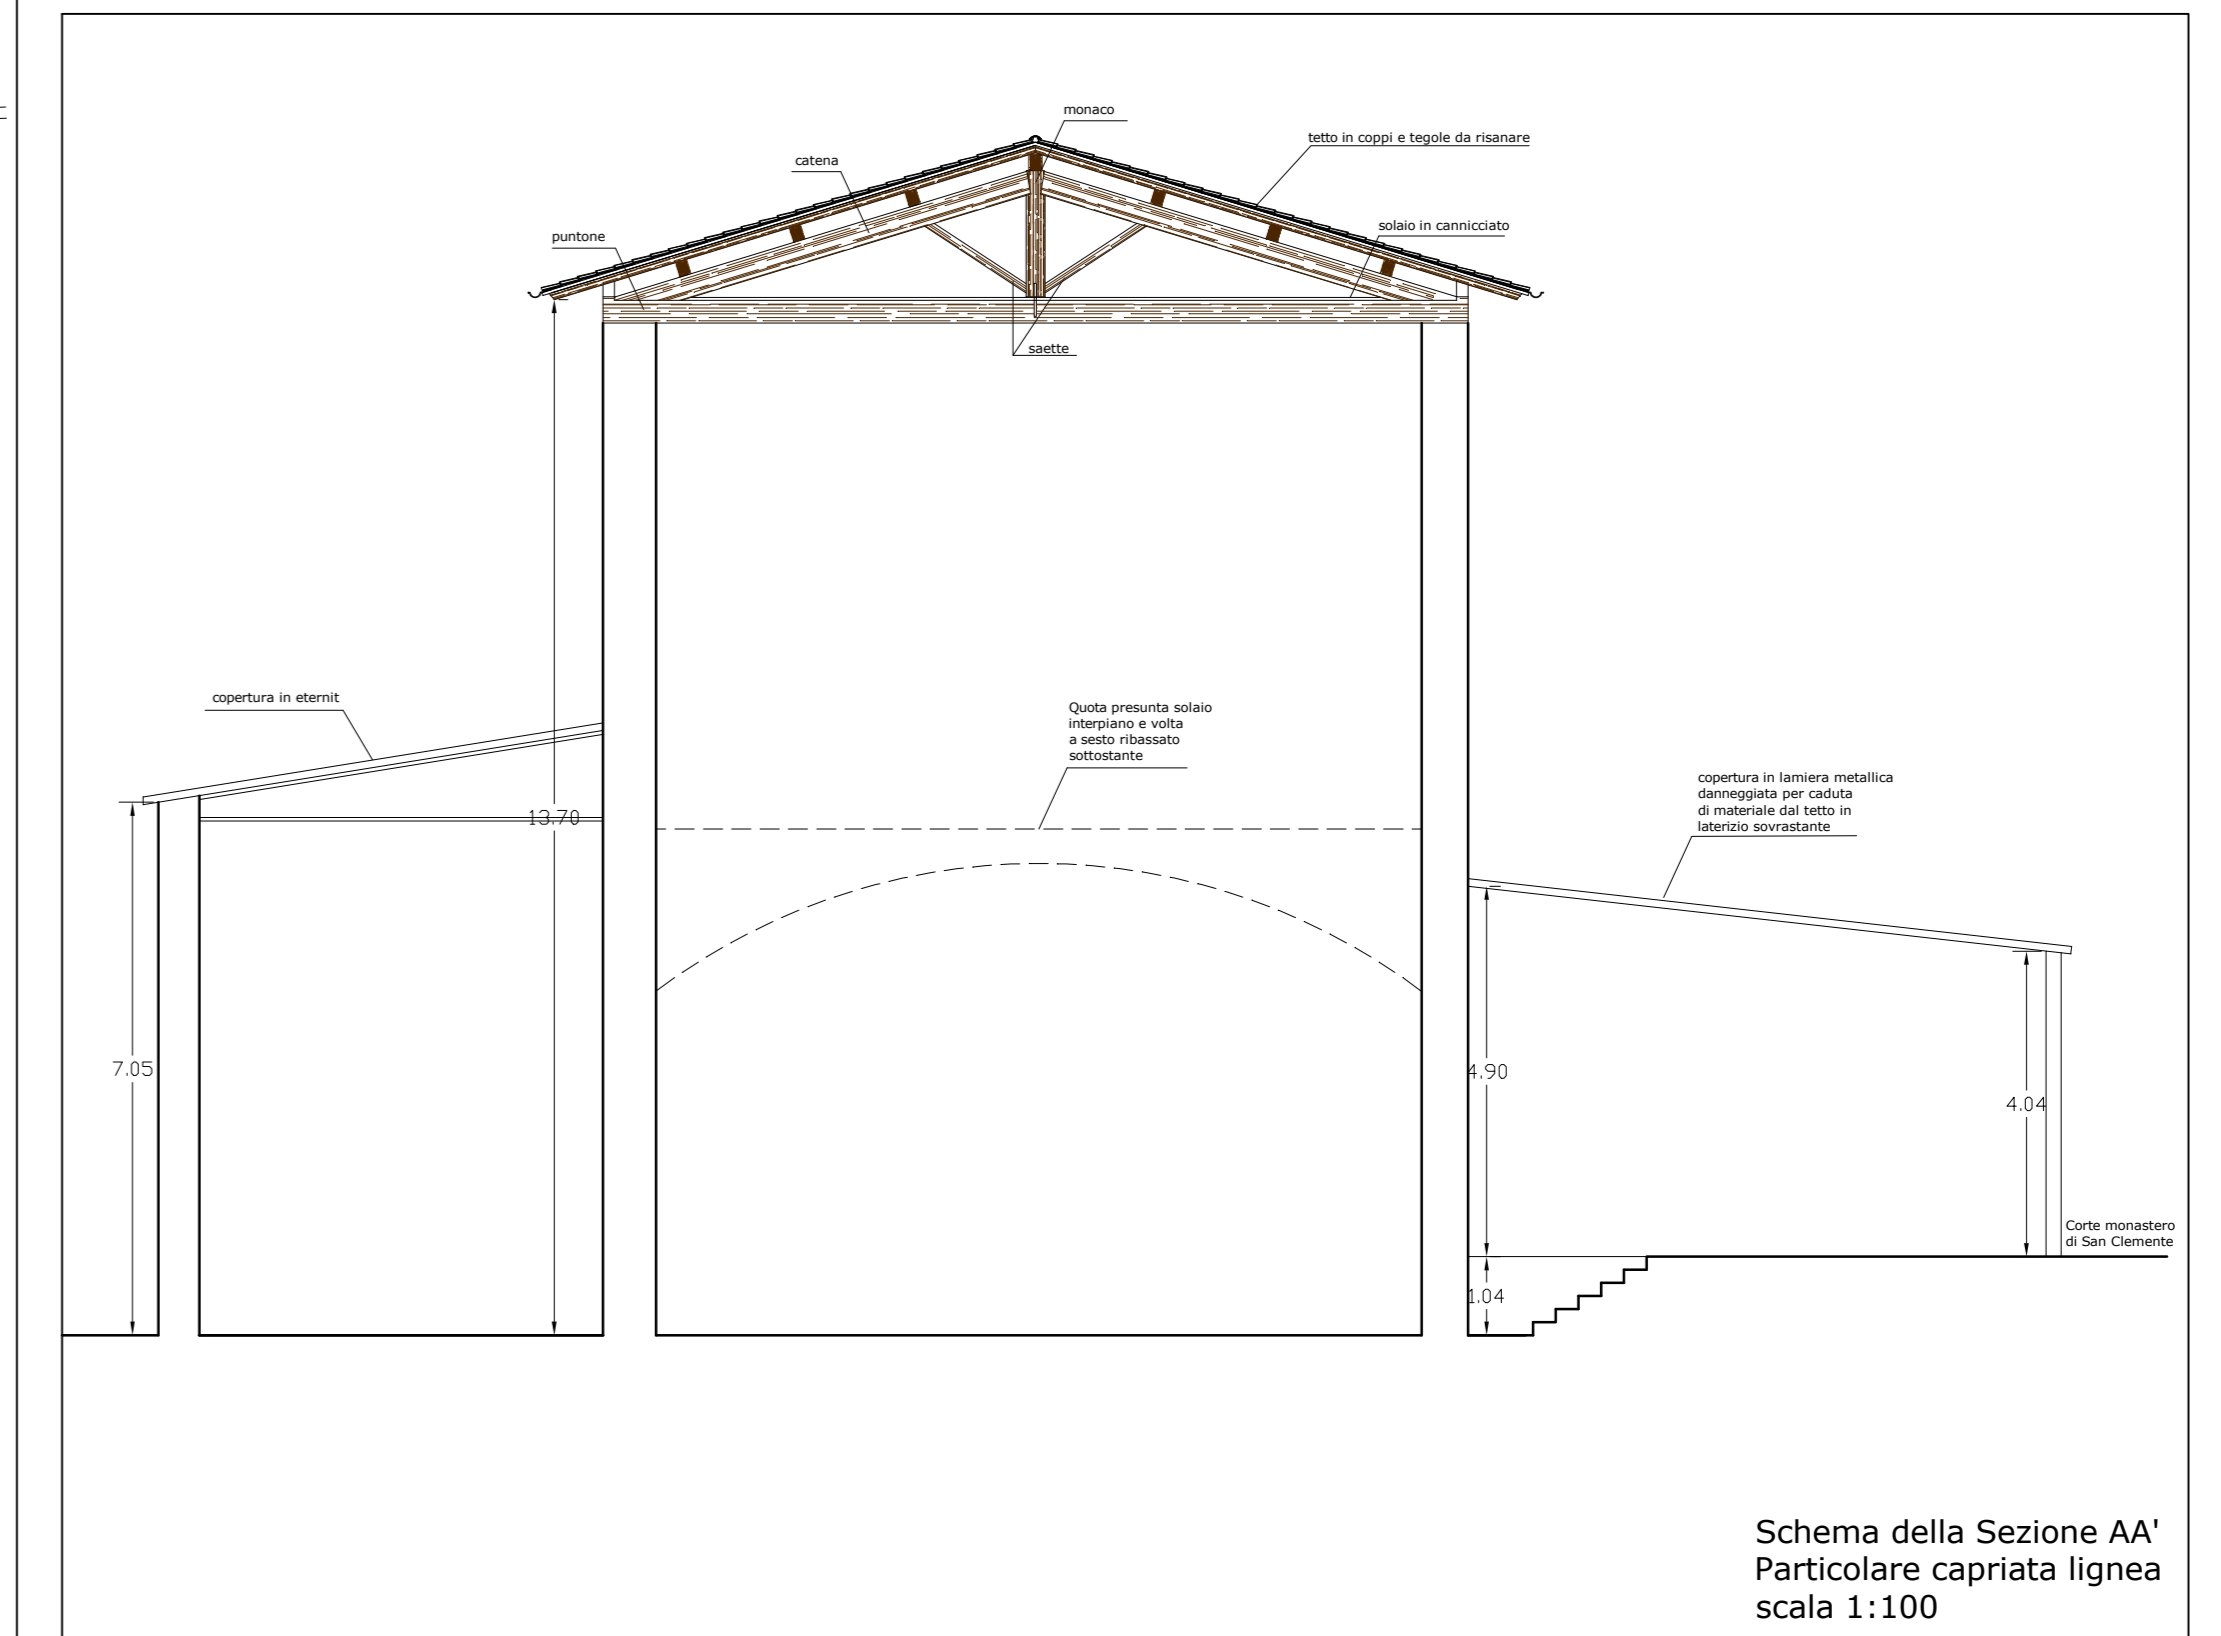 monaco
tetto in coppi e tegole da risanare
catena
solaio in cannicciato
puntone
saette
copertura in eternit
Quota presunta solaio
interpiano e volta
a sesto ribassato
sottostante
copertura in lamiera metallica
danneggiata per caduta
di materiale dal tetto in
laterizio sovrastante
13.70
7.05
4.90
4.04
Corte monastero
di San Clemente
1.04
Schema della Sezione AA'
Particolare capriata lignea
scala 1:100